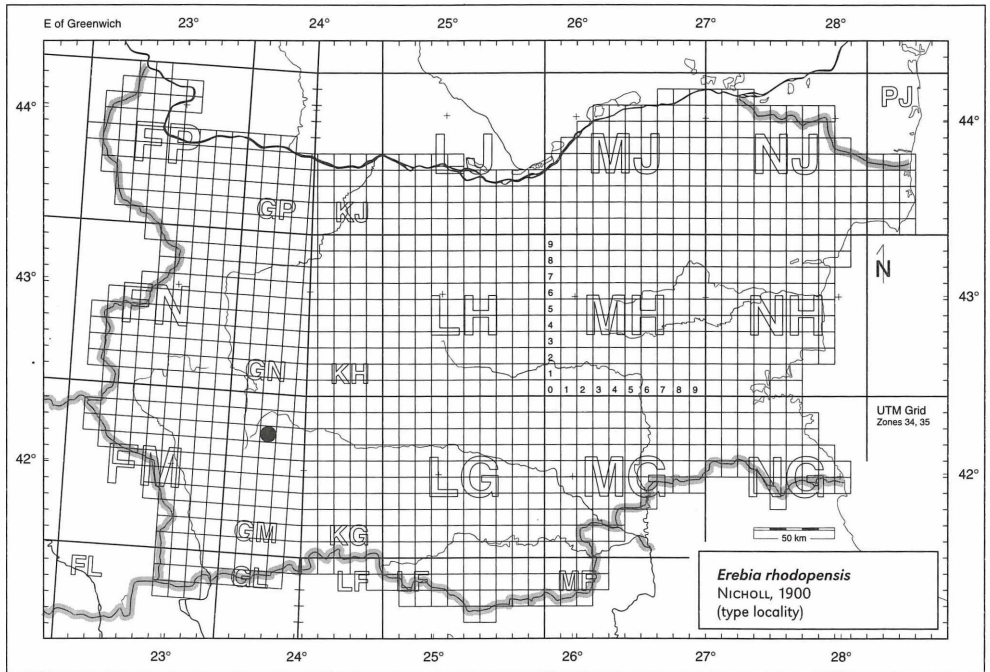 E of Greenwich 23° 24° 25° 26° 27° 28°
PJ
44° 44°
FP LJ MJ NJ
GP KJ
9
8 N
43° 7 43°
6
FN LH 5 MH NH
4
3
GN KH 2
1
0 1 2 3 4 5 6 7 8 9
UTM Grid
Zones 34, 35
42° 42°
FM LG MG NG
GM KG
50 km
FL GL LF LF MF
Erebia rhodopensis
NICHOLL, 1900
(type locality)
23° 24° 25° 26° 27° 28°